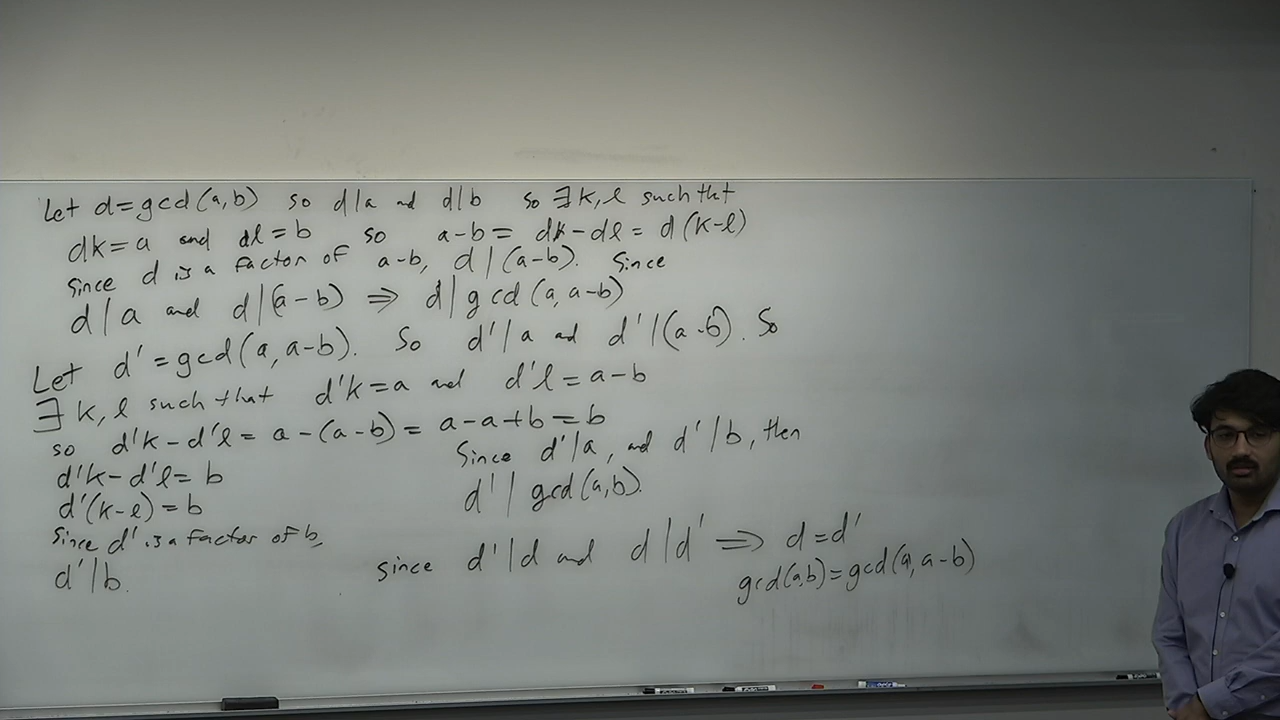 Let d=gcd(a,b) so d|a and d|b so ∃ k, l such that
dk=a and dl=b so a-b= dk-dl= d(k-l)
Since d is a factor of a-b, d|(a-b). Since
d|a and d|(a-b) ⇒ d|gcd(a,a-b)
Let d'=gcd(a,a-b). So d'|a and d'|(a-b). So
∃ k, l such that d'k=a and d'l=a-b
so d'k-d'l= a-(a-b)= a-a+b=b
d'k-d'l= b
d'(k-l)=b
Since d' is a factor of b,
d'|b.
Since d'|a, and d'|b, then
d'|gcd(a,b).
since d'|d and d|d' ⇒ d=d'
gcd(a,b)=gcd(a,a-b)